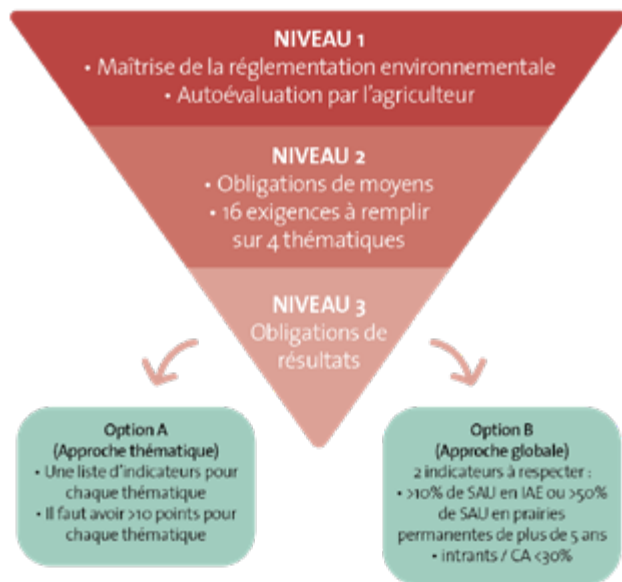 NIVEAU 1
• Maîtrise de la réglementation environnementale
• Autoévaluation par l'agriculteur
NIVEAU 2
• Obligations de moyens
• 16 exigences à remplir
sur 4 thématiques
NIVEAU 3
Obligations de
résultats
Option A
(Approche thématique)
• Une liste d'indicateurs pour
chaque thématique
• Il faut avoir >10 points pour
chaque thématique
Option B
(Approche globale)
2 indicateurs à respecter :
• >10% de SAU en IAE ou >50%
de SAU en prairies
permanentes de plus de 5 ans
• intrants / CA <30%